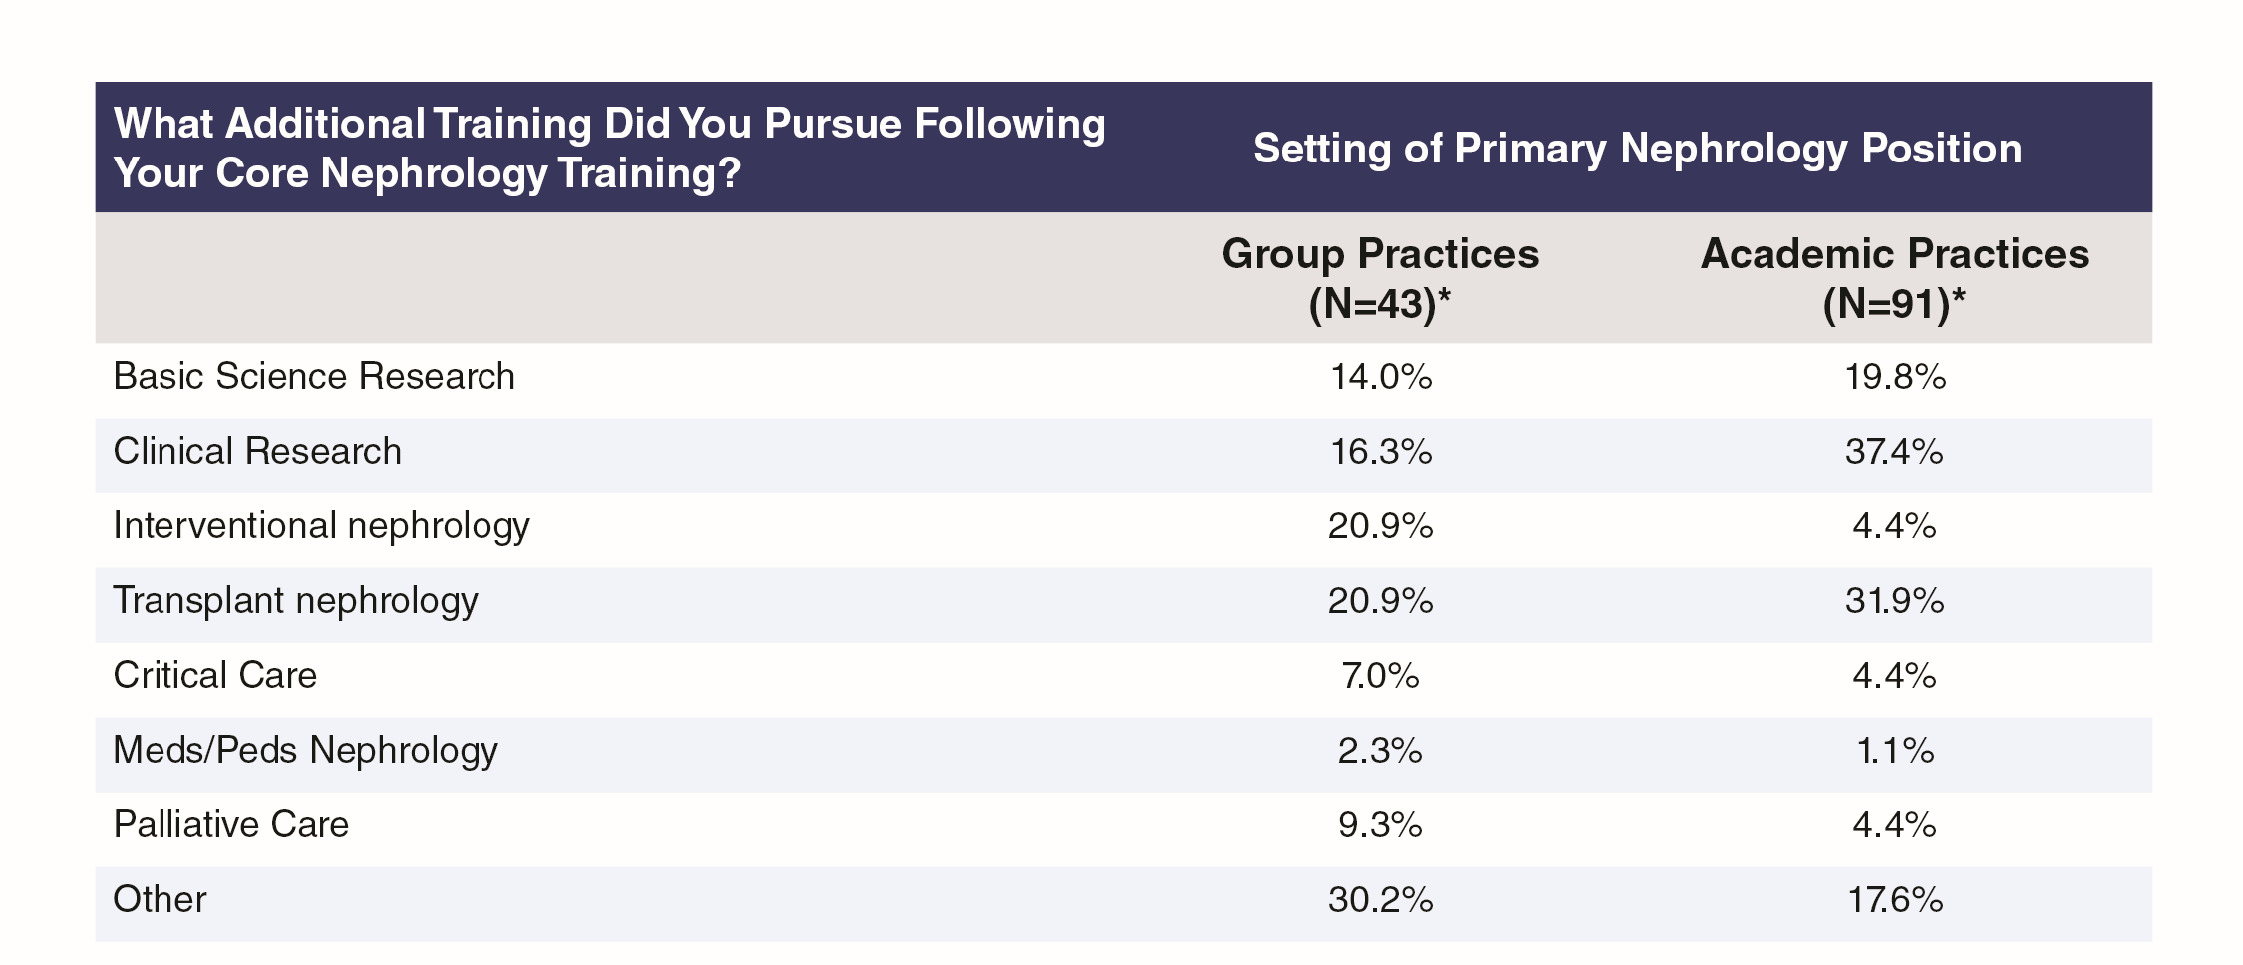 What Additional Training Did You Pursue Following
Your Core Nephrology Training?
Setting of Primary Nephrology Position
Group Practices
(N=43)*
Academic Practices
(N=91)*
Basic Science Research 14.0% 19.8%
Clinical Research 16.3% 37.4%
Interventional nephrology 20.9% 4.4%
Transplant nephrology 20.9% 31.9%
Critical Care 7.0% 4.4%
Meds/Peds Nephrology 2.3% 1.1%
Palliative Care 9.3% 4.4%
Other 30.2% 17.6%